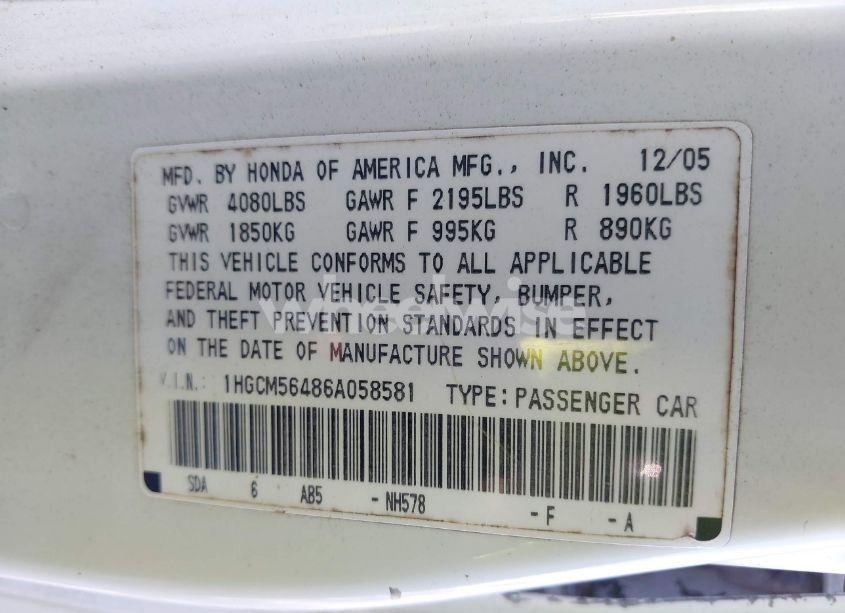 MFD. BY HONDA OF AMERICA MFG., INC. 12/05
GVWR 4080LBS GAWR F 2195LBS R 1960LBS
GVWR 1850KG GAWR F 995KG R 890KG
THIS VEHICLE CONFORMS TO ALL APPLICABLE
FEDERAL MOTOR VEHICLE SAFETY, BUMPER,
wheelwise
AND THEFT PREVENTION STANDARDS IN EFFECT
ON THE DATE OF MANUFACTURE SHOWN ABOVE.
V.I.N.: 1HGCM56486A058581 TYPE: PASSENGER CAR
SDA 6 AB5 - NH578 - F - A